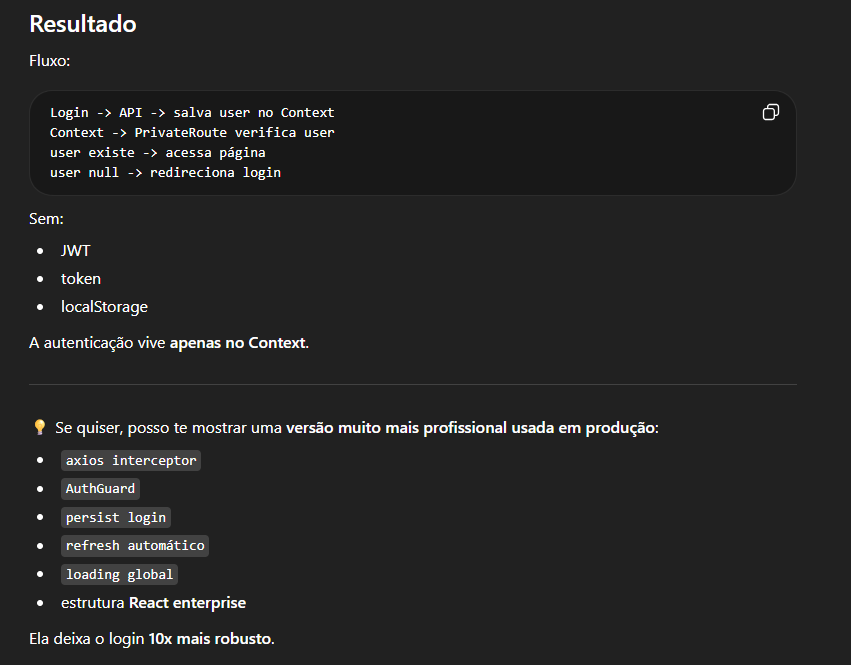 Resultado
Fluxo:
Login -> API -> salva user no Context
Context -> PrivateRoute verifica user
user existe -> acessa página
user null -> redireciona login
Sem:
• JWT
• token
• localStorage
A autenticação vive apenas no Context.
💡 Se quiser, posso te mostrar uma versão muito mais profissional usada em produção:
• axios interceptor
• AuthGuard
• persist login
• refresh automático
• loading global
• estrutura React enterprise
Ela deixa o login 10x mais robusto.